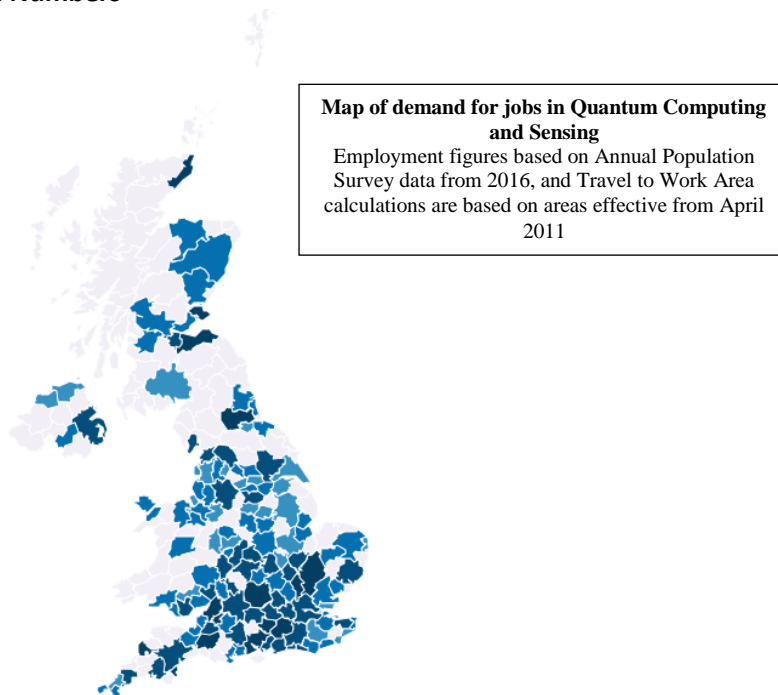 Map of demand for jobs in Quantum Computing
and Sensing
Employment figures based on Annual Population
Survey data from 2016, and Travel to Work Area
calculations are based on areas effective from April
2011